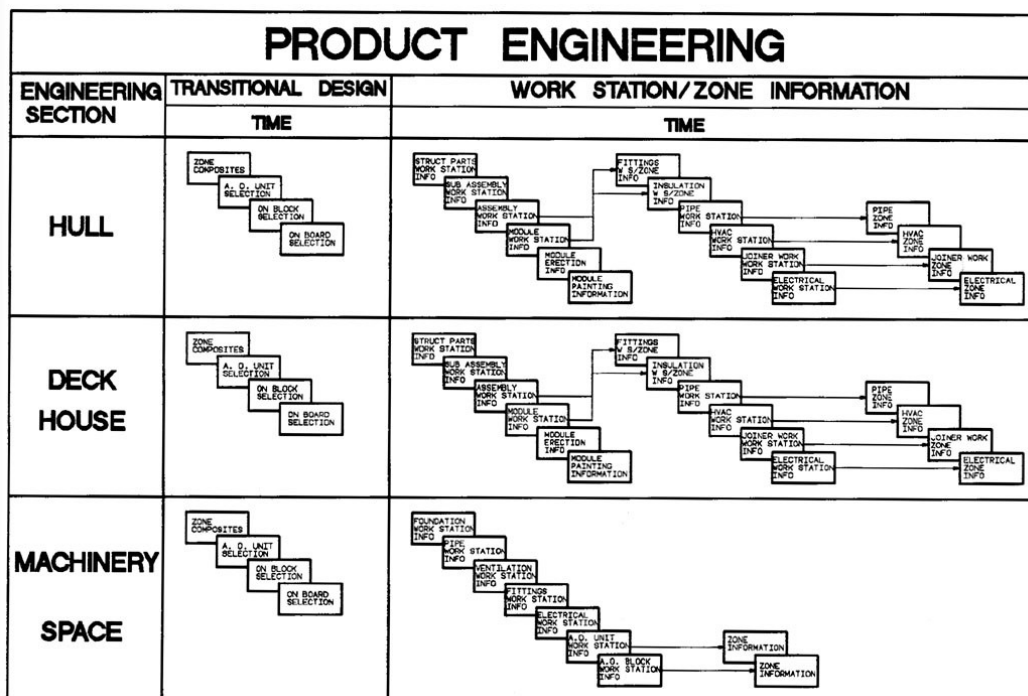 PRODUCT ENGINEERING
ENGINEERING
SECTION
TRANSITIONAL DESIGN
WORK STATION/ZONE INFORMATION
TIME
TIME
HULL
ZONE
COMPOSITES
A. O. UNIT
SELECTION
ON BLOCK
SELECTION
ON BOARD
SELECTION
STRUCT PARTS
WORK STATION
INFO
SUB ASSEMBLY
WORK STATION
INFO
ASSEMBLY
WORK STATION
INFO
MODULE
WORK STATION
INFO
MODULE
ERECTION
INFO
MODULE
PAINTING
INFORMATION
FITTINGS
W S/ZONE
INFO
INSULATION
W S/ZONE
INFO
PIPE
WORK STATION
INFO
HVAC
WORK STATION
INFO
JOINER WORK
WORK STATION
INFO
ELECTRICAL
WORK STATION
INFO
PIPE
ZONE
INFO
HVAC
ZONE
INFO
JOINER WORK
ZONE
INFO
ELECTRICAL
ZONE
INFO
DECK
HOUSE
ZONE
COMPOSITES
A. O. UNIT
SELECTION
ON BLOCK
SELECTION
ON BOARD
SELECTION
STRUCT PARTS
WORK STATION
INFO
SUB ASSEMBLY
WORK STATION
INFO
ASSEMBLY
WORK STATION
INFO
MODULE
WORK STATION
INFO
MODULE
ERECTION
INFO
MODULE
PAINTING
INFORMATION
FITTINGS
W S/ZONE
INFO
INSULATION
W S/ZONE
INFO
PIPE
WORK STATION
INFO
HVAC
WORK STATION
INFO
JOINER WORK
WORK STATION
INFO
ELECTRICAL
WORK STATION
INFO
PIPE
ZONE
INFO
HVAC
ZONE
INFO
JOINER WORK
ZONE
INFO
ELECTRICAL
ZONE
INFO
MACHINERY
SPACE
ZONE
COMPOSITES
A. O. UNIT
SELECTION
ON BLOCK
SELECTION
ON BOARD
SELECTION
FOUNDATION
WORK STATION
INFO
PIPE
WORK STATION
INFO
VENTILATION
WORK STATION
INFO
FITTINGS
WORK STATION
INFO
ELECTRICAL
WORK STATION
INFO
A.O. UNIT
WORK STATION
INFO
A.O. BLOCK
WORK STATION
INFO
ZONE
INFORMATION
ZONE
INFORMATION